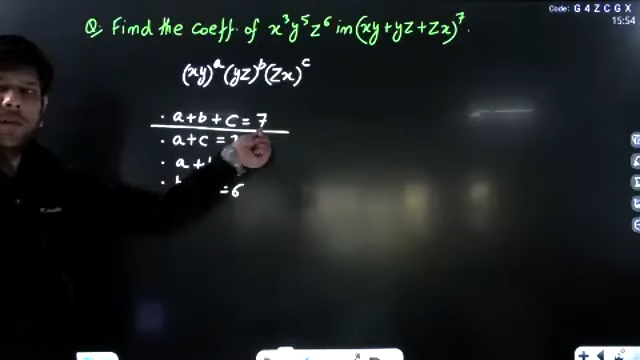 Code: G 4 Z C G X
15:54
Q. Find the coeff. of x³y⁵z⁶ in (xy+yz+zx)⁷.
(xy)ᵃ(yz)ᵇ(zx)ᶜ
· a+b+c=7
· a+c=
· a+
· =6